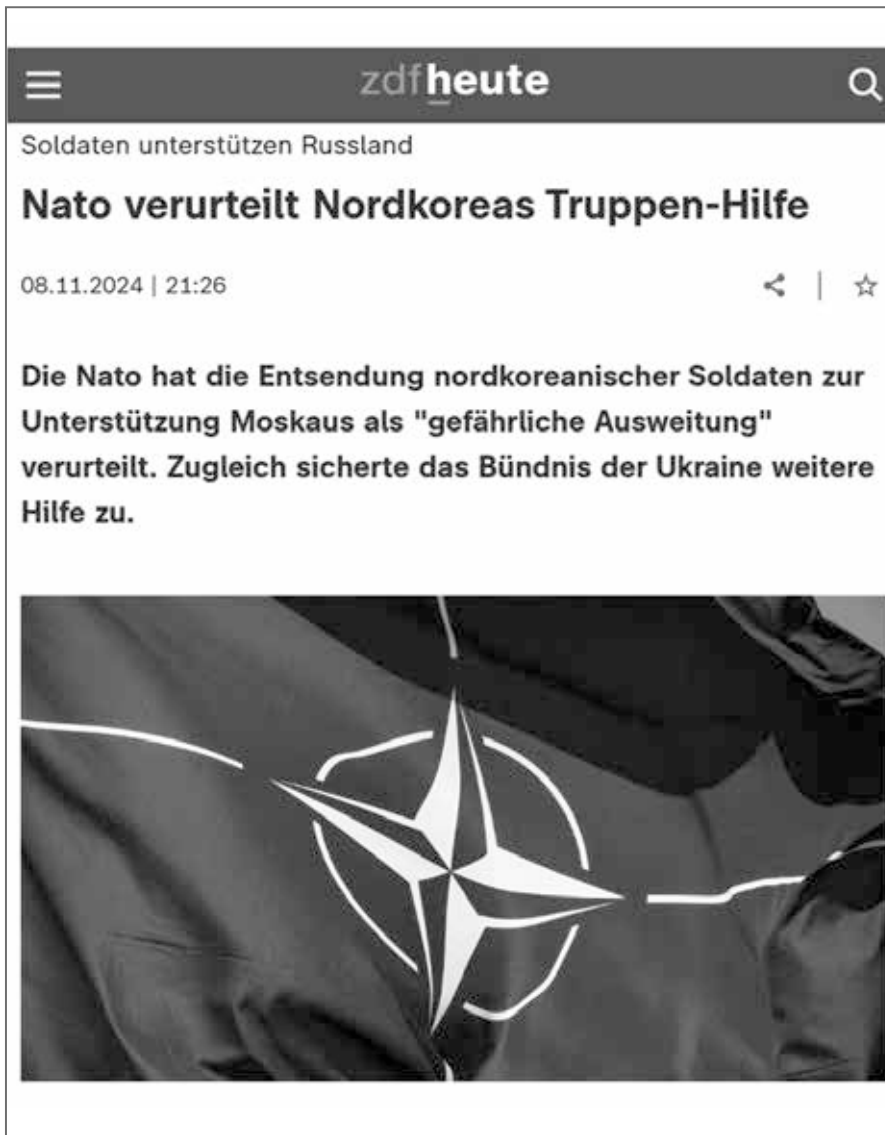 zdfheute
Soldaten unterstützen Russland
Nato verurteilt Nordkoreas Truppen-Hilfe
08.11.2024 | 21:26
Die Nato hat die Entsendung nordkoreanischer Soldaten zur
Unterstützung Moskaus als "gefährliche Ausweitung"
verurteilt. Zugleich sicherte das Bündnis der Ukraine weitere
Hilfe zu.